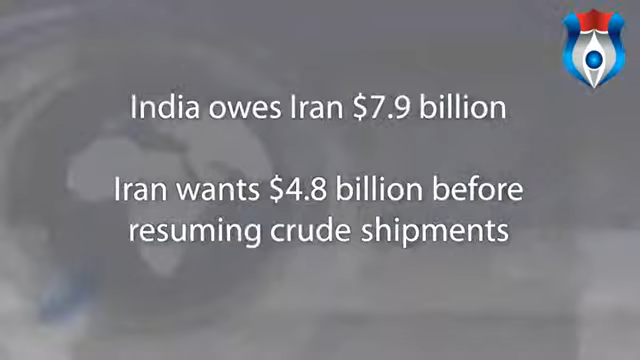 India owes Iran $7.9 billion
Iran wants $4.8 billion before
resuming crude shipments